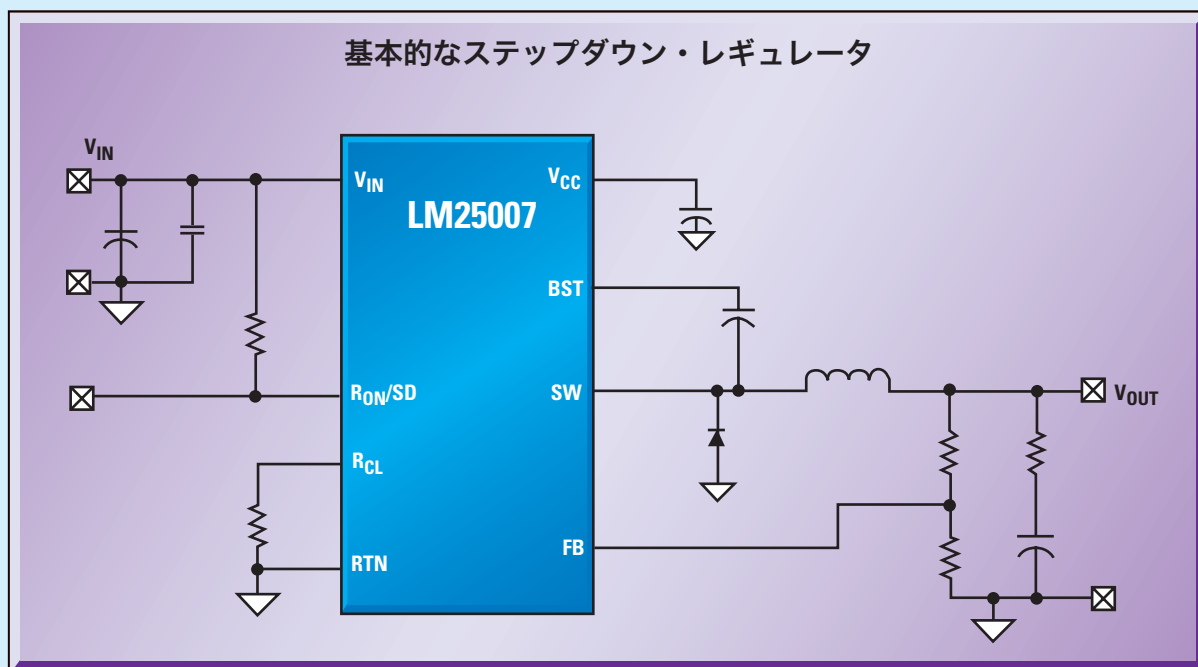 基本的なステップダウン・レギュレータ
VIN
VIN
VCC
LM25007
BST
RON/SD
SW
VOUT
RCL
FB
RTN